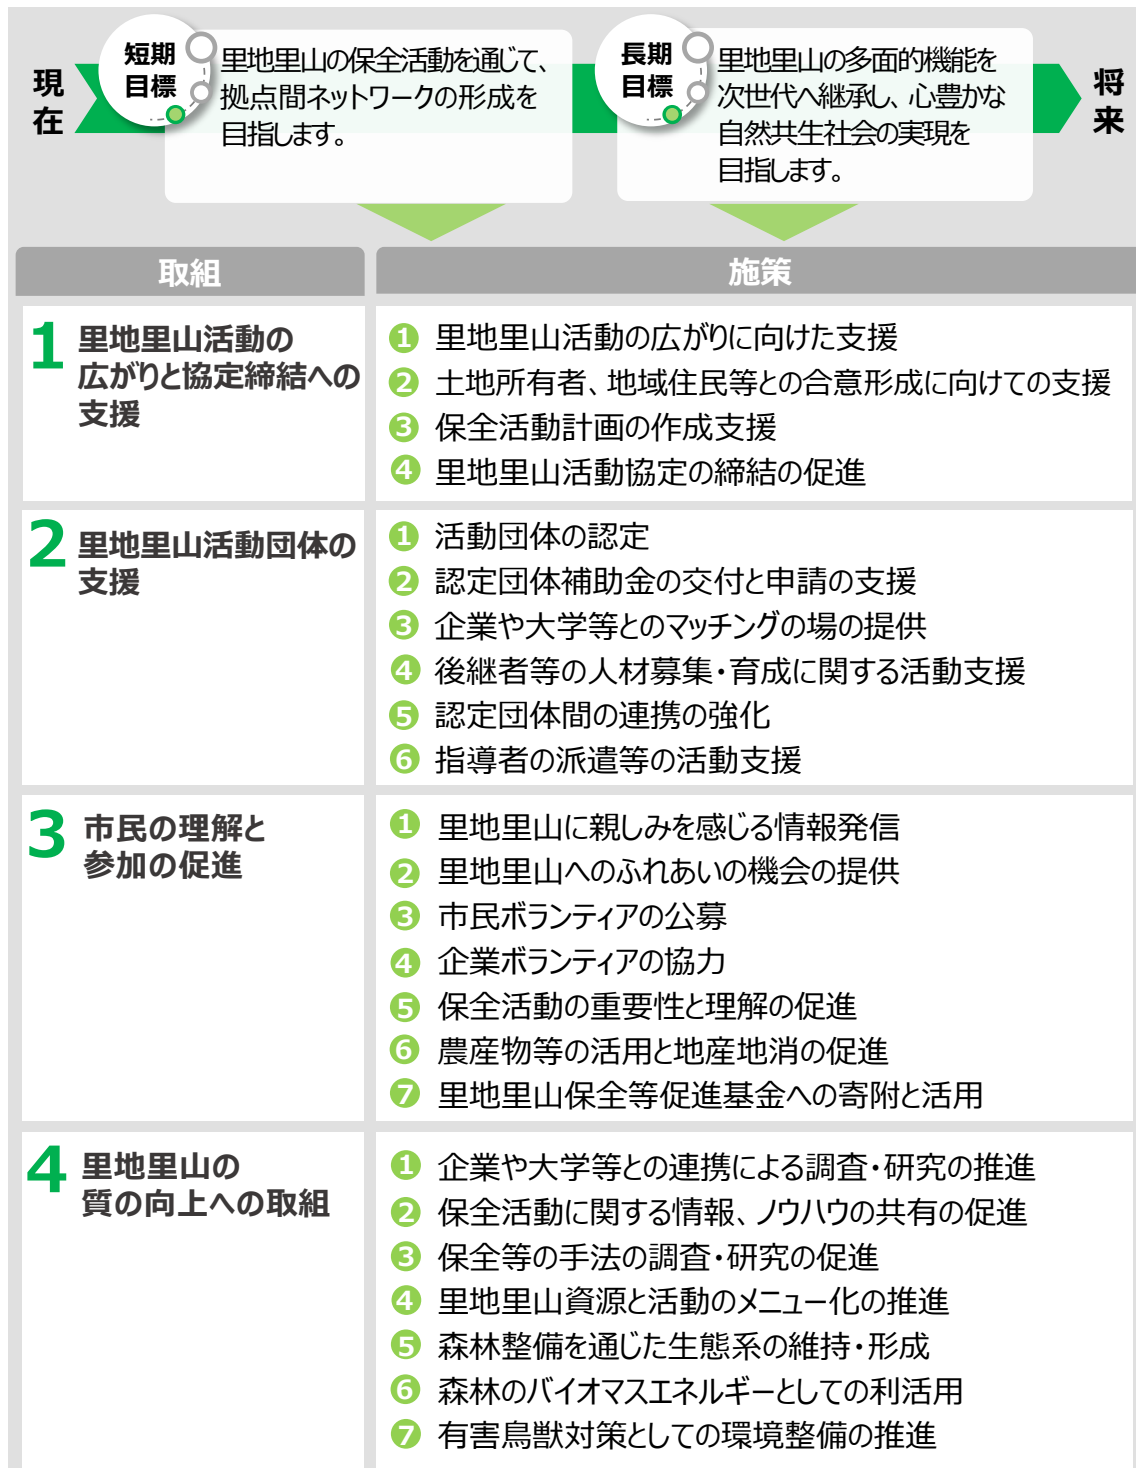 現在
短期目標
里地里山の保全活動を通じて、
拠点間ネットワークの形成を
目指します。
長期目標
里地里山の多面的機能を
次世代へ継承し、心豊かな
自然共生社会の実現を
目指します。
将来
取組
施策
1 里地里山活動の
広がりと協定締結への
支援
1 里地里山活動の広がりに向けた支援
2 土地所有者、地域住民等との合意形成に向けての支援
3 保全活動計画の作成支援
4 里地里山活動協定の締結の促進
2 里地里山活動団体の
支援
1 活動団体の認定
2 認定団体補助金の交付と申請の支援
3 企業や大学等とのマッチングの場の提供
4 後継者等の人材募集・育成に関する活動支援
5 認定団体間の連携の強化
6 指導者の派遣等の活動支援
3 市民の理解と
参加の促進
1 里地里山に親しみを感じる情報発信
2 里地里山へのふれあいの機会の提供
3 市民ボランティアの公募
4 企業ボランティアの協力
5 保全活動の重要性と理解の促進
6 農産物等の活用と地産地消の促進
7 里地里山保全等促進基金への寄附と活用
4 里地里山の
質の向上への取組
1 企業や大学等との連携による調査・研究の推進
2 保全活動に関する情報、ノウハウの共有の促進
3 保全等の手法の調査・研究の促進
4 里地里山資源と活動のメニュー化の推進
5 森林整備を通じた生態系の維持・形成
6 森林のバイオマスエネルギーとしての利活用
7 有害鳥獣対策としての環境整備の推進